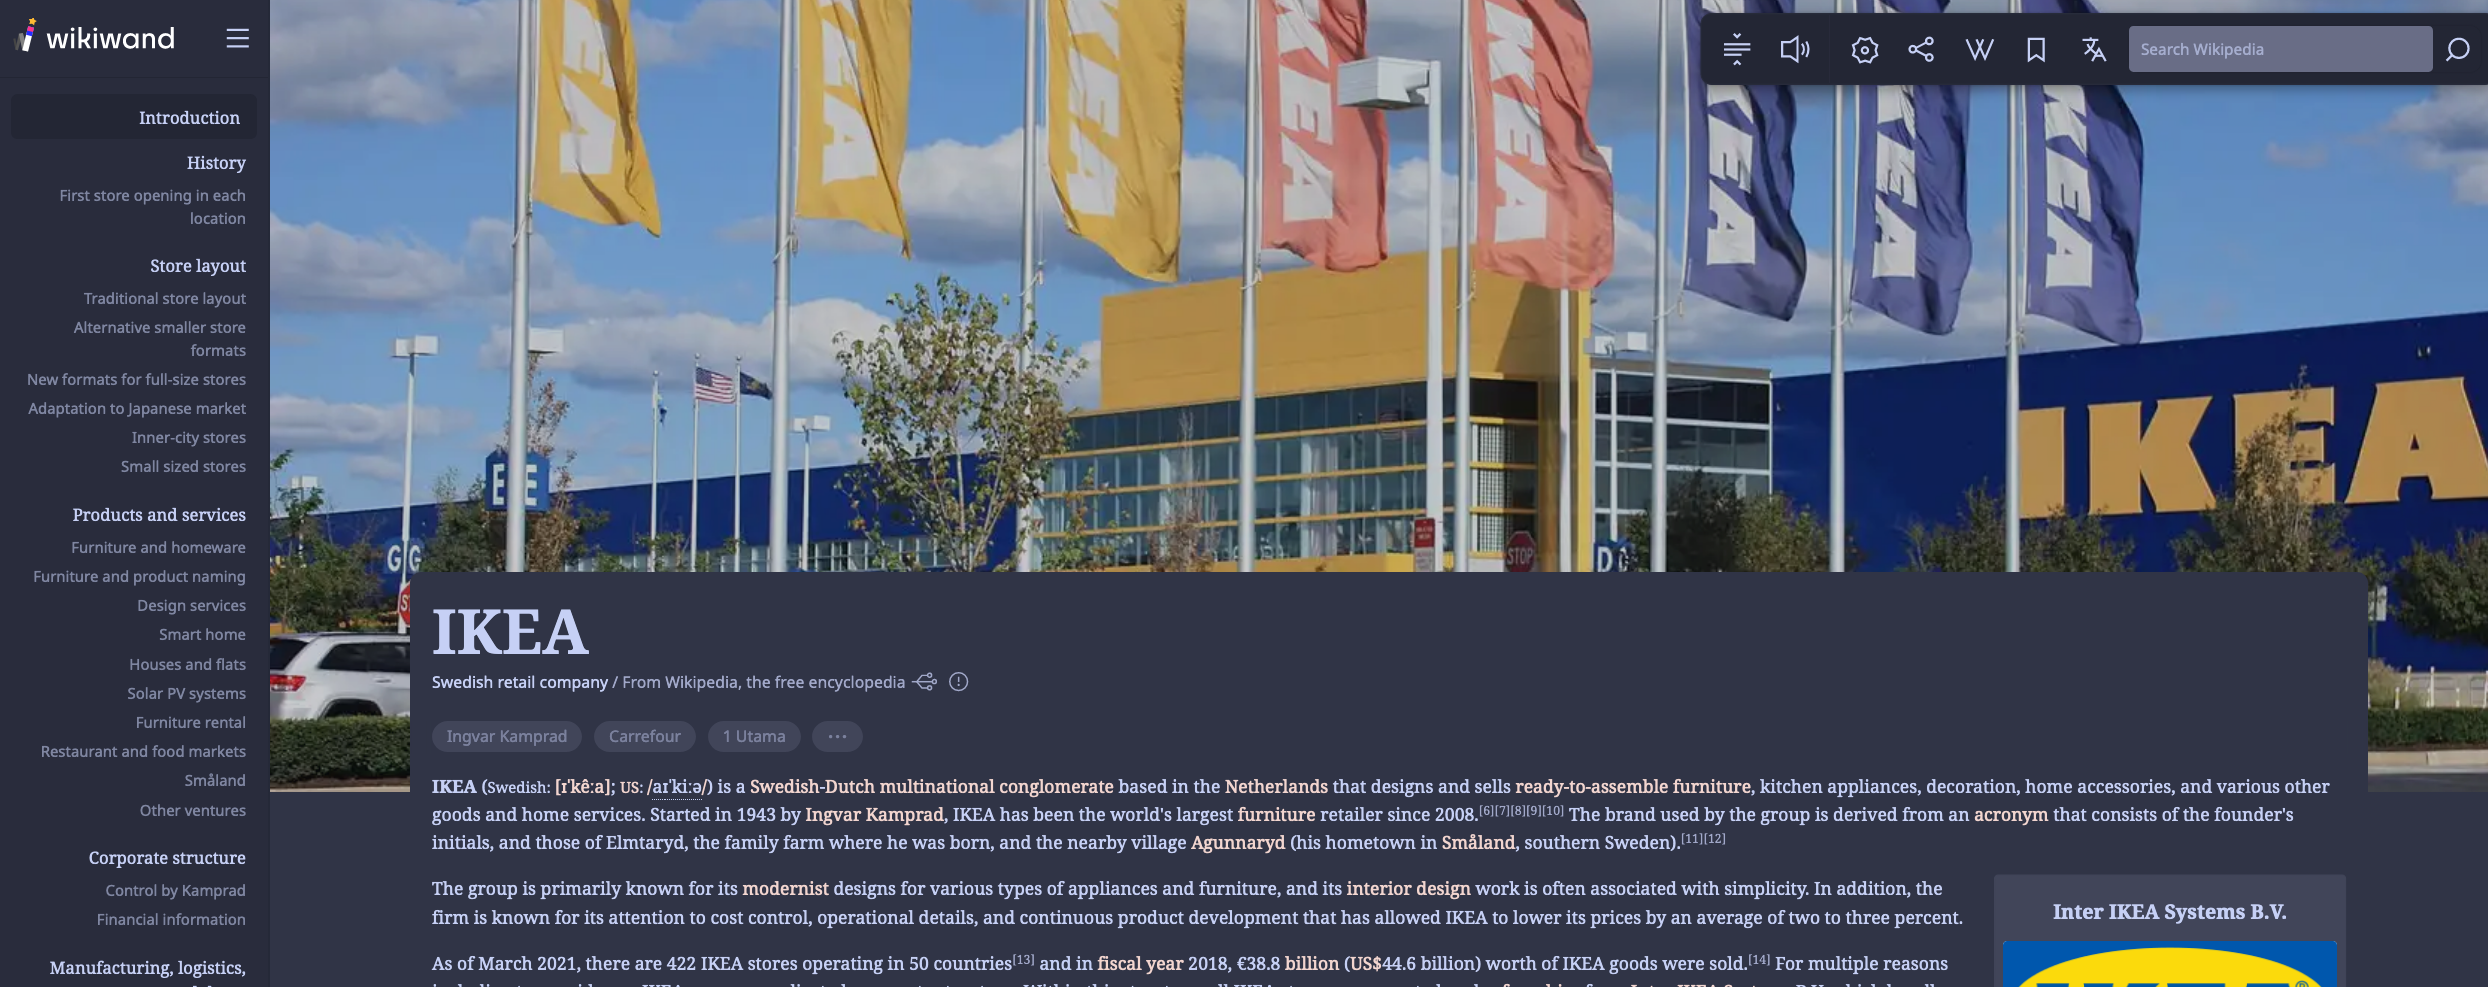 wikiwand
Search Wikipedia
Introduction
History
First store opening in each
location
Store layout
Traditional store layout
Alternative smaller store
formats
New formats for full-size stores
Adaptation to Japanese market
Inner-city stores
Small sized stores
Products and services
Furniture and homeware
Furniture and product naming
Design services
Smart home
Houses and flats
Solar PV systems
Furniture rental
Restaurant and food markets
Småland
Other ventures
Corporate structure
Control by Kamprad
Financial information
Manufacturing, logistics,
IKEA
IKEA
IKEA
IKEA
IKEA
IKEA
IKEA
IKEA
IKEA
E E
G G
STOP
D
IKEA
Swedish retail company / From Wikipedia, the free encyclopedia
Ingvar Kamprad
Carrefour
1 Utama
···
IKEA (Swedish: [ɪˈkêːa]; US: /aɪˈkiːə/) is a Swedish-Dutch multinational conglomerate based in the Netherlands that designs and sells ready-to-assemble furniture, kitchen appliances, decoration, home accessories, and various other
goods and home services. Started in 1943 by Ingvar Kamprad, IKEA has been the world's largest furniture retailer since 2008.[6][7][8][9][10] The brand used by the group is derived from an acronym that consists of the founder's
initials, and those of Elmtaryd, the family farm where he was born, and the nearby village Agunnaryd (his hometown in Småland, southern Sweden).[11][12]
The group is primarily known for its modernist designs for various types of appliances and furniture, and its interior design work is often associated with simplicity. In addition, the
firm is known for its attention to cost control, operational details, and continuous product development that has allowed IKEA to lower its prices by an average of two to three percent.
Inter IKEA Systems B.V.
As of March 2021, there are 422 IKEA stores operating in 50 countries[13] and in fiscal year 2018, €38.8 billion (US$44.6 billion) worth of IKEA goods were sold.[14] For multiple reasons